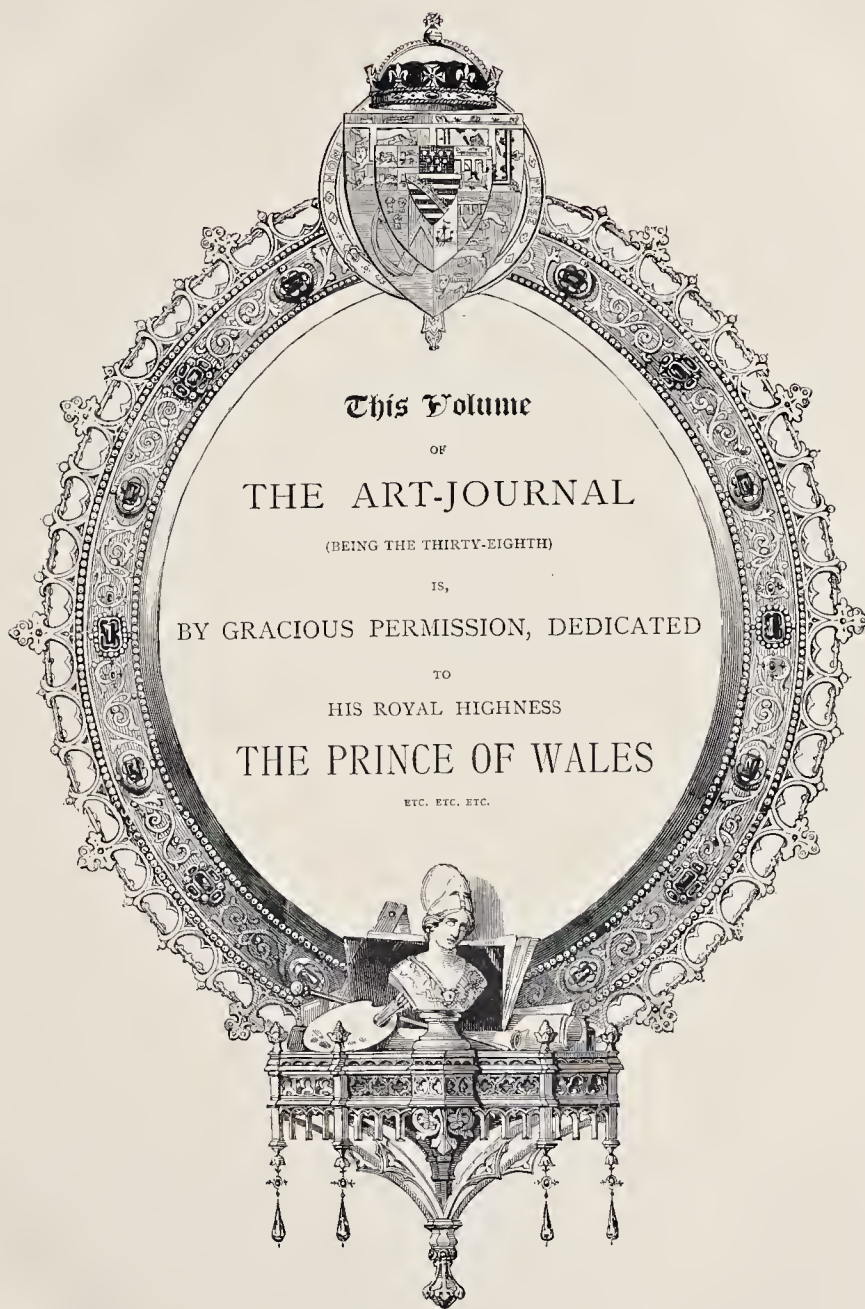 This Volume
OF
THE ART-JOURNAL
(BEING THE THIRTY-EIGHTH)
IS,
BY GRACIOUS PERMISSION, DEDICATED
TO
HIS ROYAL HIGHNESS
THE PRINCE OF WALES
ETC. ETC. ETC.